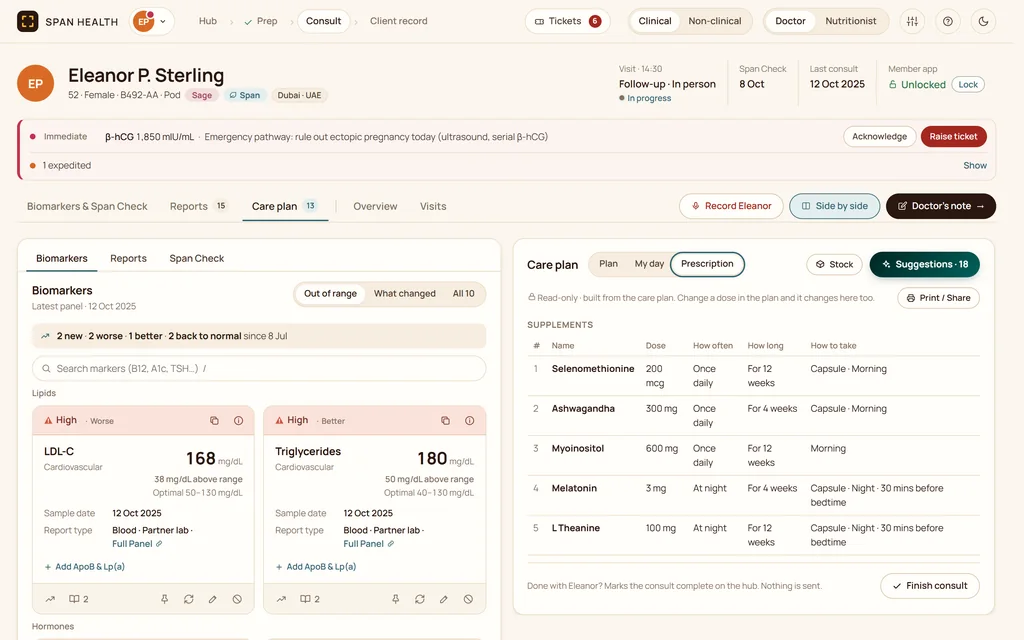 SPAN HEALTH
EP
Hub
Prep
Consult
Client record
Tickets 6
Clinical
Non-clinical
Doctor
Nutritionist
EP
Eleanor P. Sterling
52 · Female · B492-AA · Pod Sage Span Dubai · UAE
Visit · 14:30
Follow-up · In person
In progress
Span Check
8 Oct
Last consult
12 Oct 2025
Member app
Unlocked
Lock
Immediate β-hCG 1,850 mIU/mL · Emergency pathway: rule out ectopic pregnancy today (ultrasound, serial β-hCG)
Acknowledge
Raise ticket
1 expedited
Show
Biomarkers & Span Check
Reports 15
Care plan 13
Overview
Visits
Record Eleanor
Side by side
Doctor's note →
Biomarkers
Reports
Span Check
Biomarkers
Latest panel · 12 Oct 2025
Out of range
What changed
All 10
2 new · 2 worse · 1 better · 2 back to normal since 8 Jul
Search markers (B12, A1c, TSH...) /
Lipids
High · Worse
LDL-C
Cardiovascular
168 mg/dL
38 mg/dL above range
Optimal 50–130 mg/dL
Sample date 12 Oct 2025
Report type Blood · Partner lab ·
Full Panel
+ Add ApoB & Lp(a)
2
High · Better
Triglycerides
Cardiovascular
180 mg/dL
50 mg/dL above range
Optimal 40–130 mg/dL
Sample date 12 Oct 2025
Report type Blood · Partner lab ·
Full Panel
+ Add ApoB & Lp(a)
2
Hormones
Care plan
Plan
My day
Prescription
Stock
Suggestions · 18
Read-only · built from the care plan. Change a dose in the plan and it changes here too.
Print / Share
SUPPLEMENTS
# Name Dose How often How long How to take
1 Selenomethionine 200 mcg Once daily For 12 weeks Capsule · Morning
2 Ashwagandha 300 mg Once daily For 4 weeks Capsule · Morning
3 Myoinositol 600 mg Once daily For 12 weeks Morning
4 Melatonin 3 mg At night For 4 weeks Capsule · Night · 30 mins before bedtime
5 L Theanine 100 mg At night For 12 weeks Capsule · Night · 30 mins before bedtime
Done with Eleanor? Marks the consult complete on the hub. Nothing is sent.
Finish consult